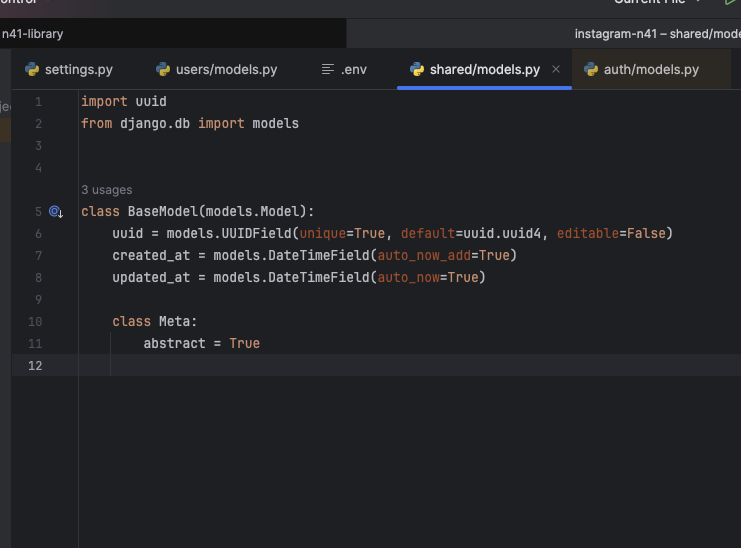 ontrol
Current File
n41-library
instagram-n41 – shared/mode
settings.py
users/models.py
.env
shared/models.py
auth/models.py
jec
1 import uuid
2 from django.db import models
3
4
3 usages
5 class BaseModel(models.Model):
6 uuid = models.UUIDField(unique=True, default=uuid.uuid4, editable=False)
7 created_at = models.DateTimeField(auto_now_add=True)
8 updated_at = models.DateTimeField(auto_now=True)
9
10 class Meta:
11 abstract = True
12